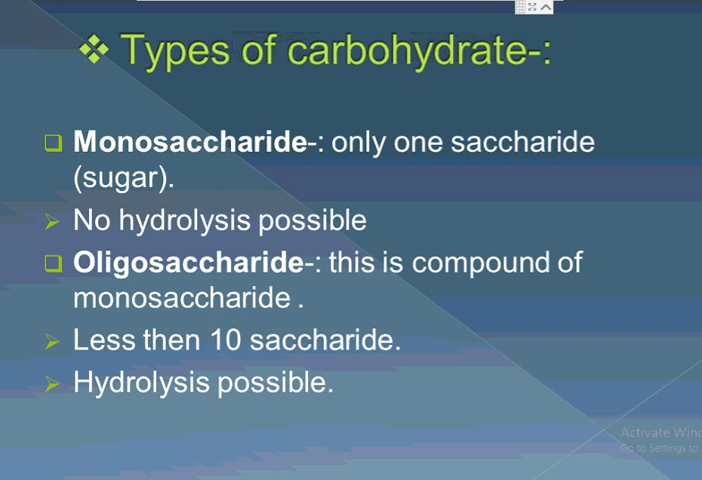 ❖ Types of carbohydrate-:
❑ Monosaccharide-: only one saccharide
(sugar).
➢ No hydrolysis possible
❑ Oligosaccharide-: this is compound of
monosaccharide .
➢ Less then 10 saccharide.
➢ Hydrolysis possible.
Activate Wind
Go to Settings to